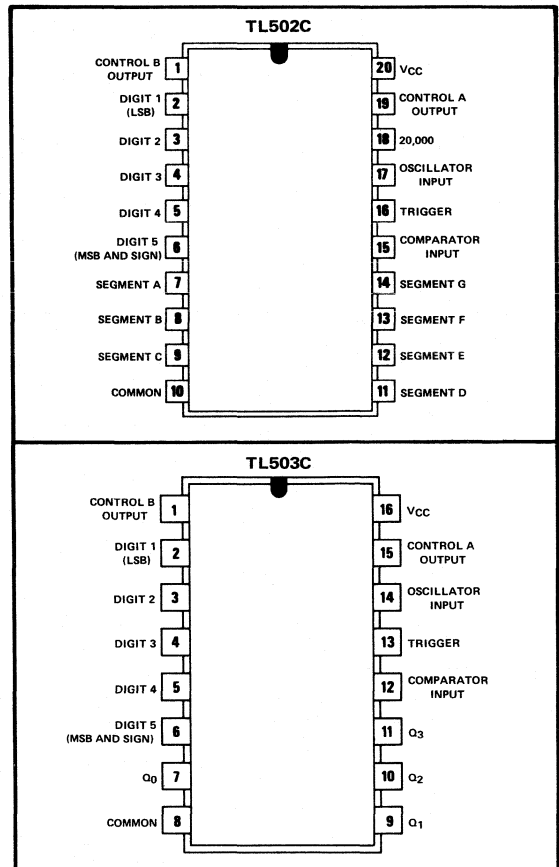 TL502C
CONTROL B
OUTPUT
1
20 VCC
DIGIT 1
(LSB)
2
19 CONTROL A
OUTPUT
DIGIT 2 3
18 20,000
DIGIT 3 4
17 OSCILLATOR
INPUT
DIGIT 4 5
16 TRIGGER
DIGIT 5
(MSB AND SIGN)
6
15 COMPARATOR
INPUT
SEGMENT A 7
14 SEGMENT G
SEGMENT B 8
13 SEGMENT F
SEGMENT C 9
12 SEGMENT E
COMMON 10
11 SEGMENT D
TL503C
CONTROL B
OUTPUT
1
16 VCC
DIGIT 1
(LSB)
2
15 CONTROL A
OUTPUT
DIGIT 2 3
14 OSCILLATOR
INPUT
DIGIT 3 4
13 TRIGGER
DIGIT 4 5
12 COMPARATOR
INPUT
DIGIT 5
(MSB AND SIGN)
6
11 Q3
Q0 7
10 Q2
COMMON 8
9 Q1